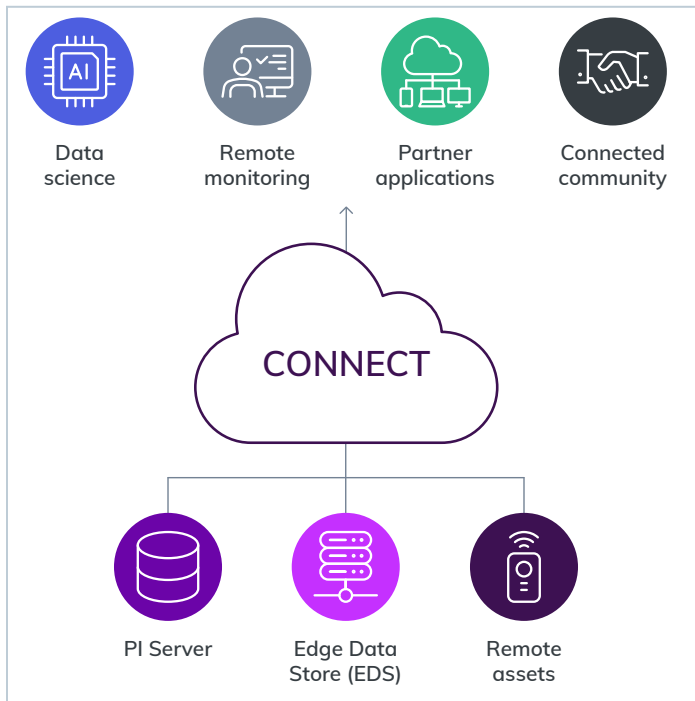 AI
Data
science
Remote
monitoring
Partner
applications
Connected
community
CONNECT
PI Server
Edge Data
Store (EDS)
Remote
assets